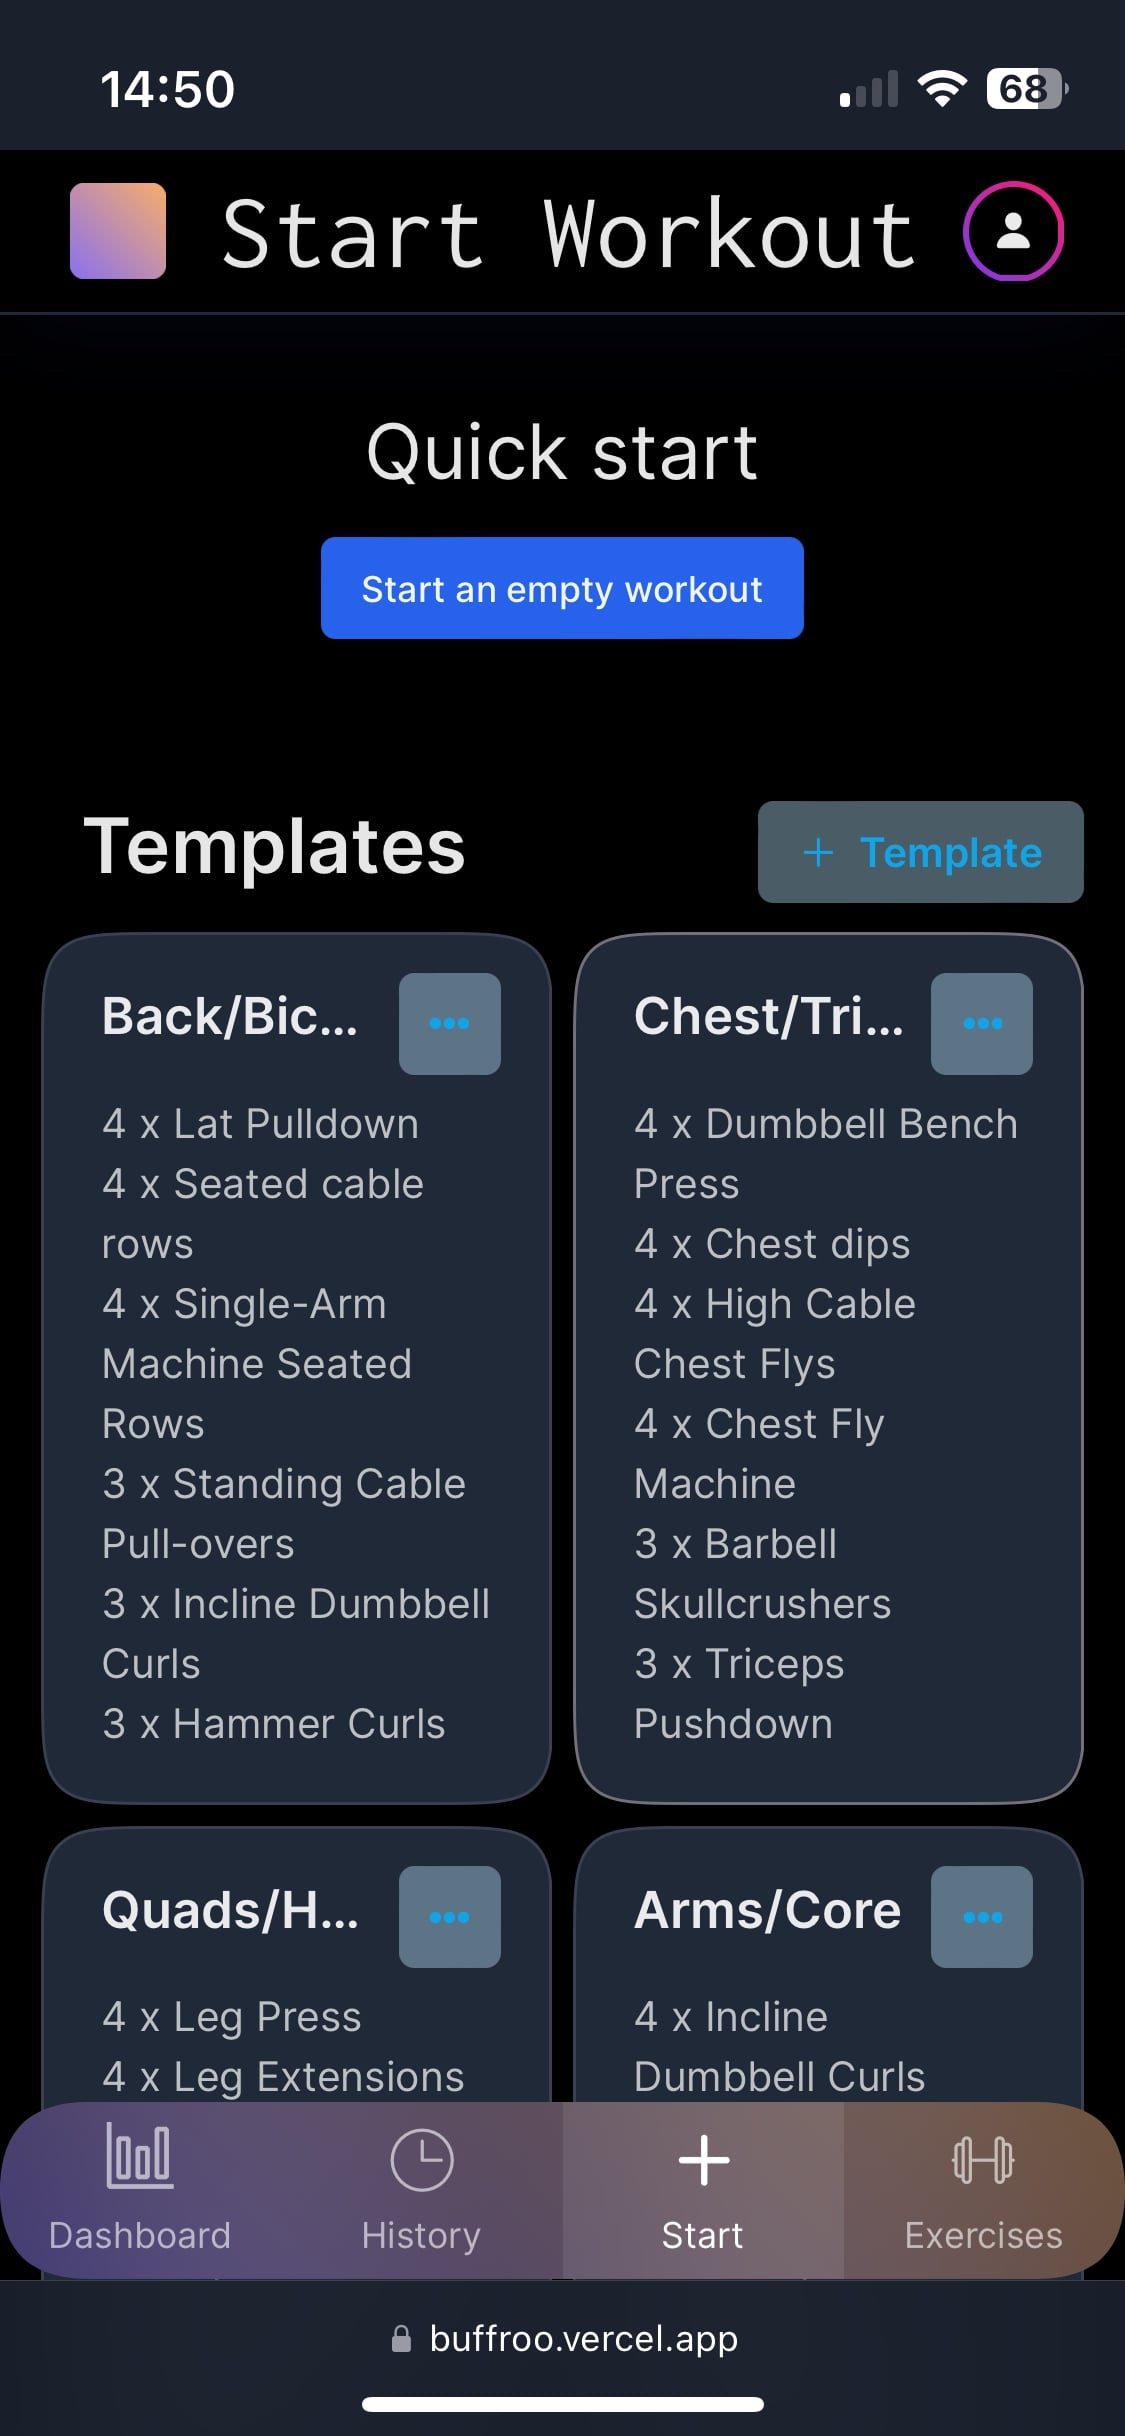 14:50
68
Start Workout
Quick start
Start an empty workout
Templates
+ Template
Back/Bic...
4 x Lat Pulldown
4 x Seated cable
rows
4 x Single-Arm
Machine Seated
Rows
3 x Standing Cable
Pull-overs
3 x Incline Dumbbell
Curls
3 x Hammer Curls
Chest/Tri...
4 x Dumbbell Bench
Press
4 x Chest dips
4 x High Cable
Chest Flys
4 x Chest Fly
Machine
3 x Barbell
Skullcrushers
3 x Triceps
Pushdown
Quads/H...
4 x Leg Press
4 x Leg Extensions
Arms/Core
4 x Incline
Dumbbell Curls
Dashboard
History
Start
Exercises
buffroo.vercel.app